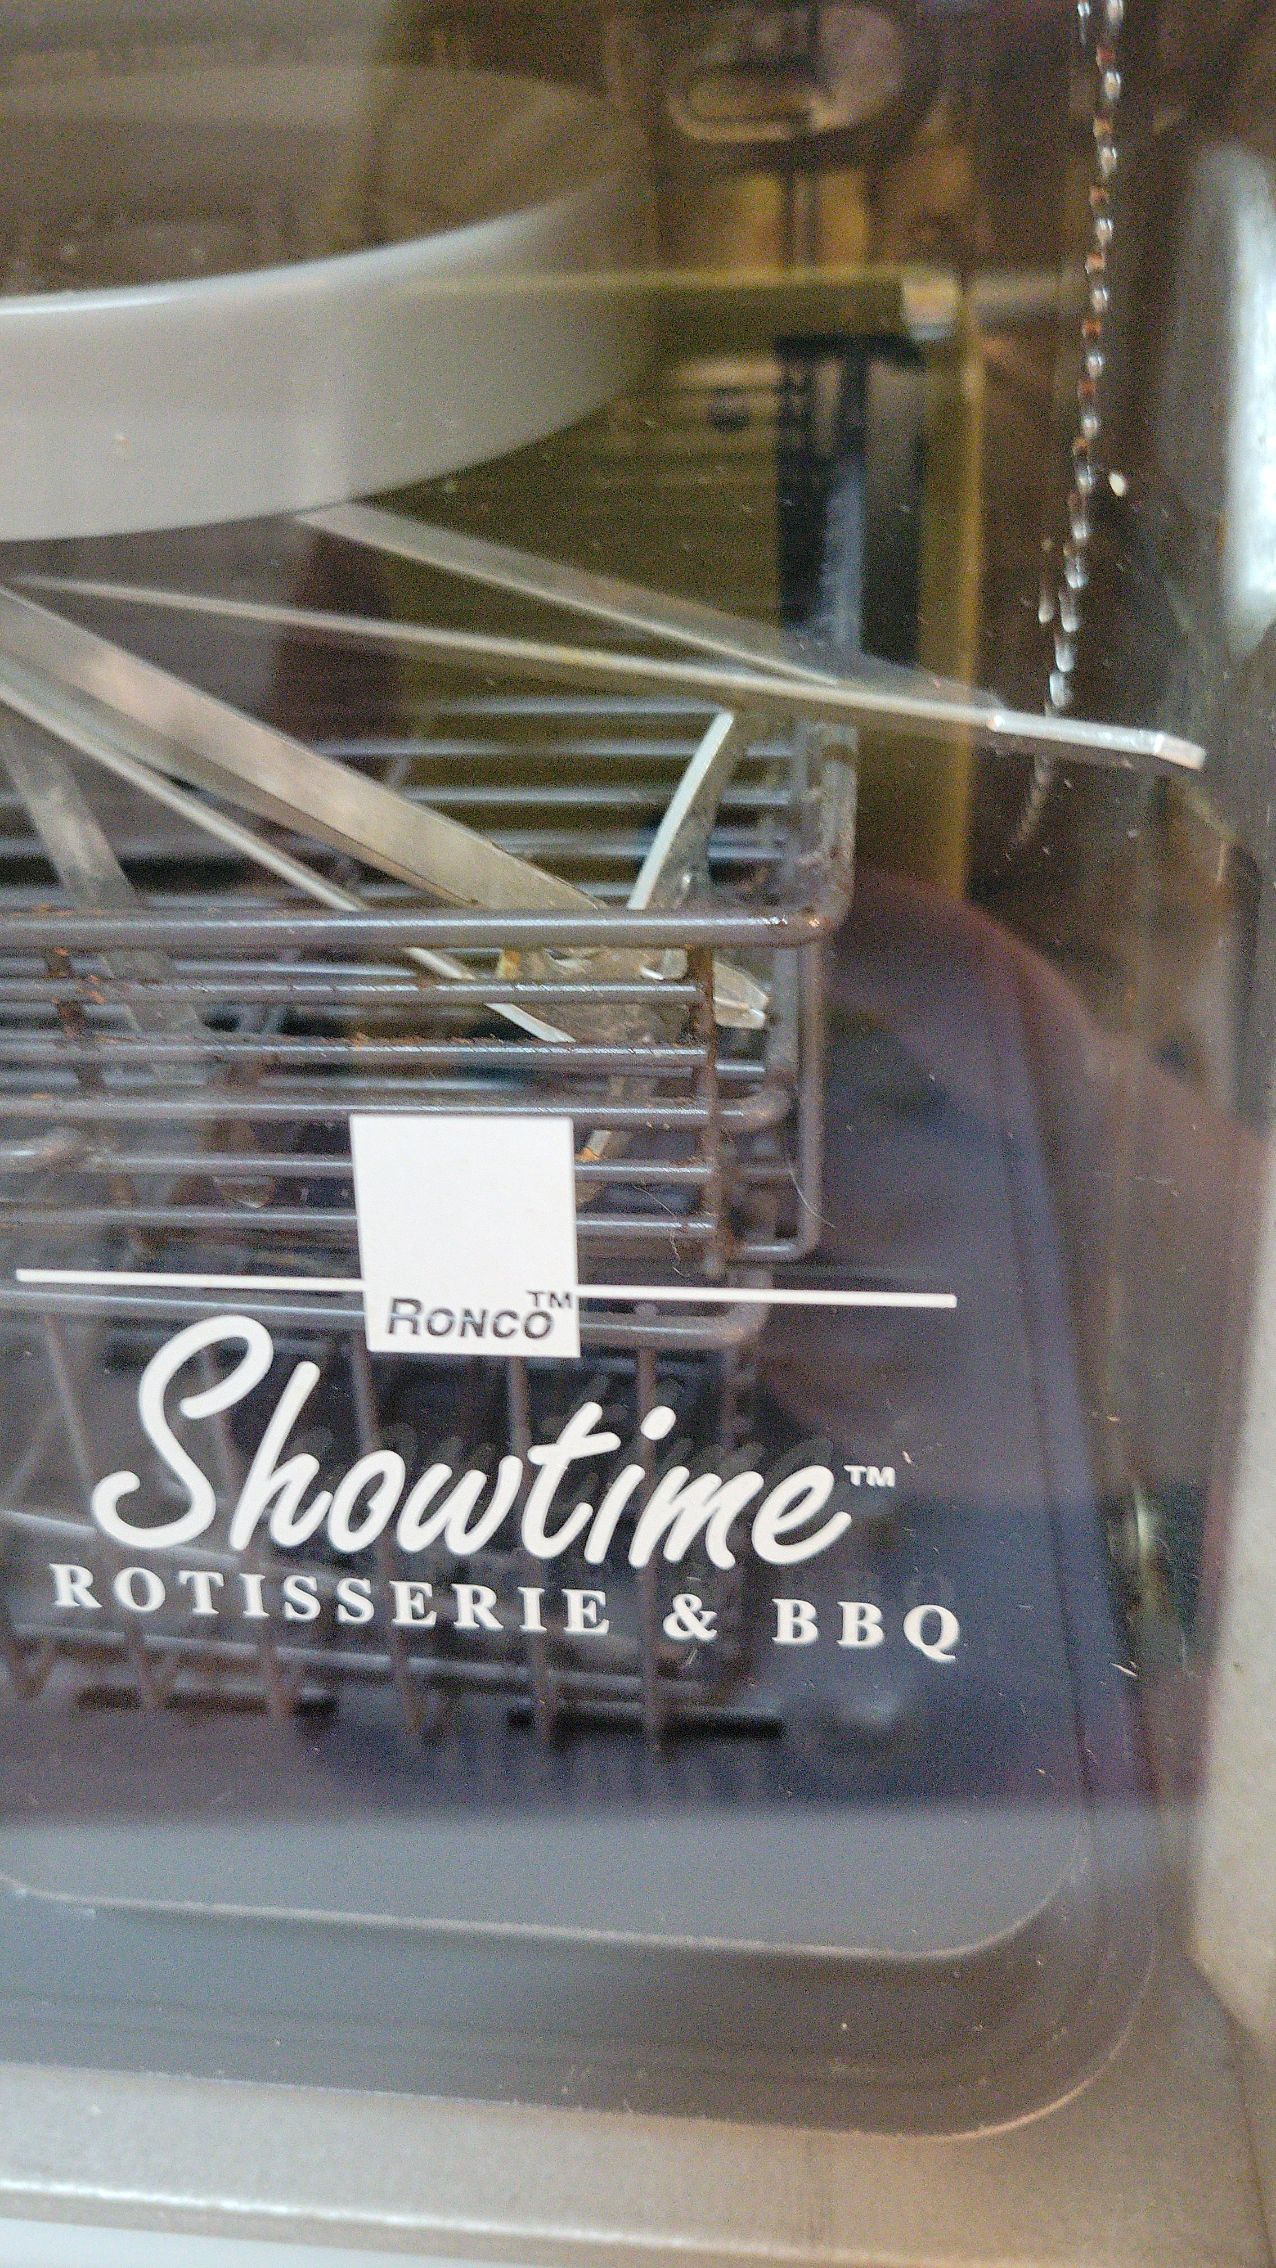 RONCO™
Showtime™
ROTISSERIE & BBQ